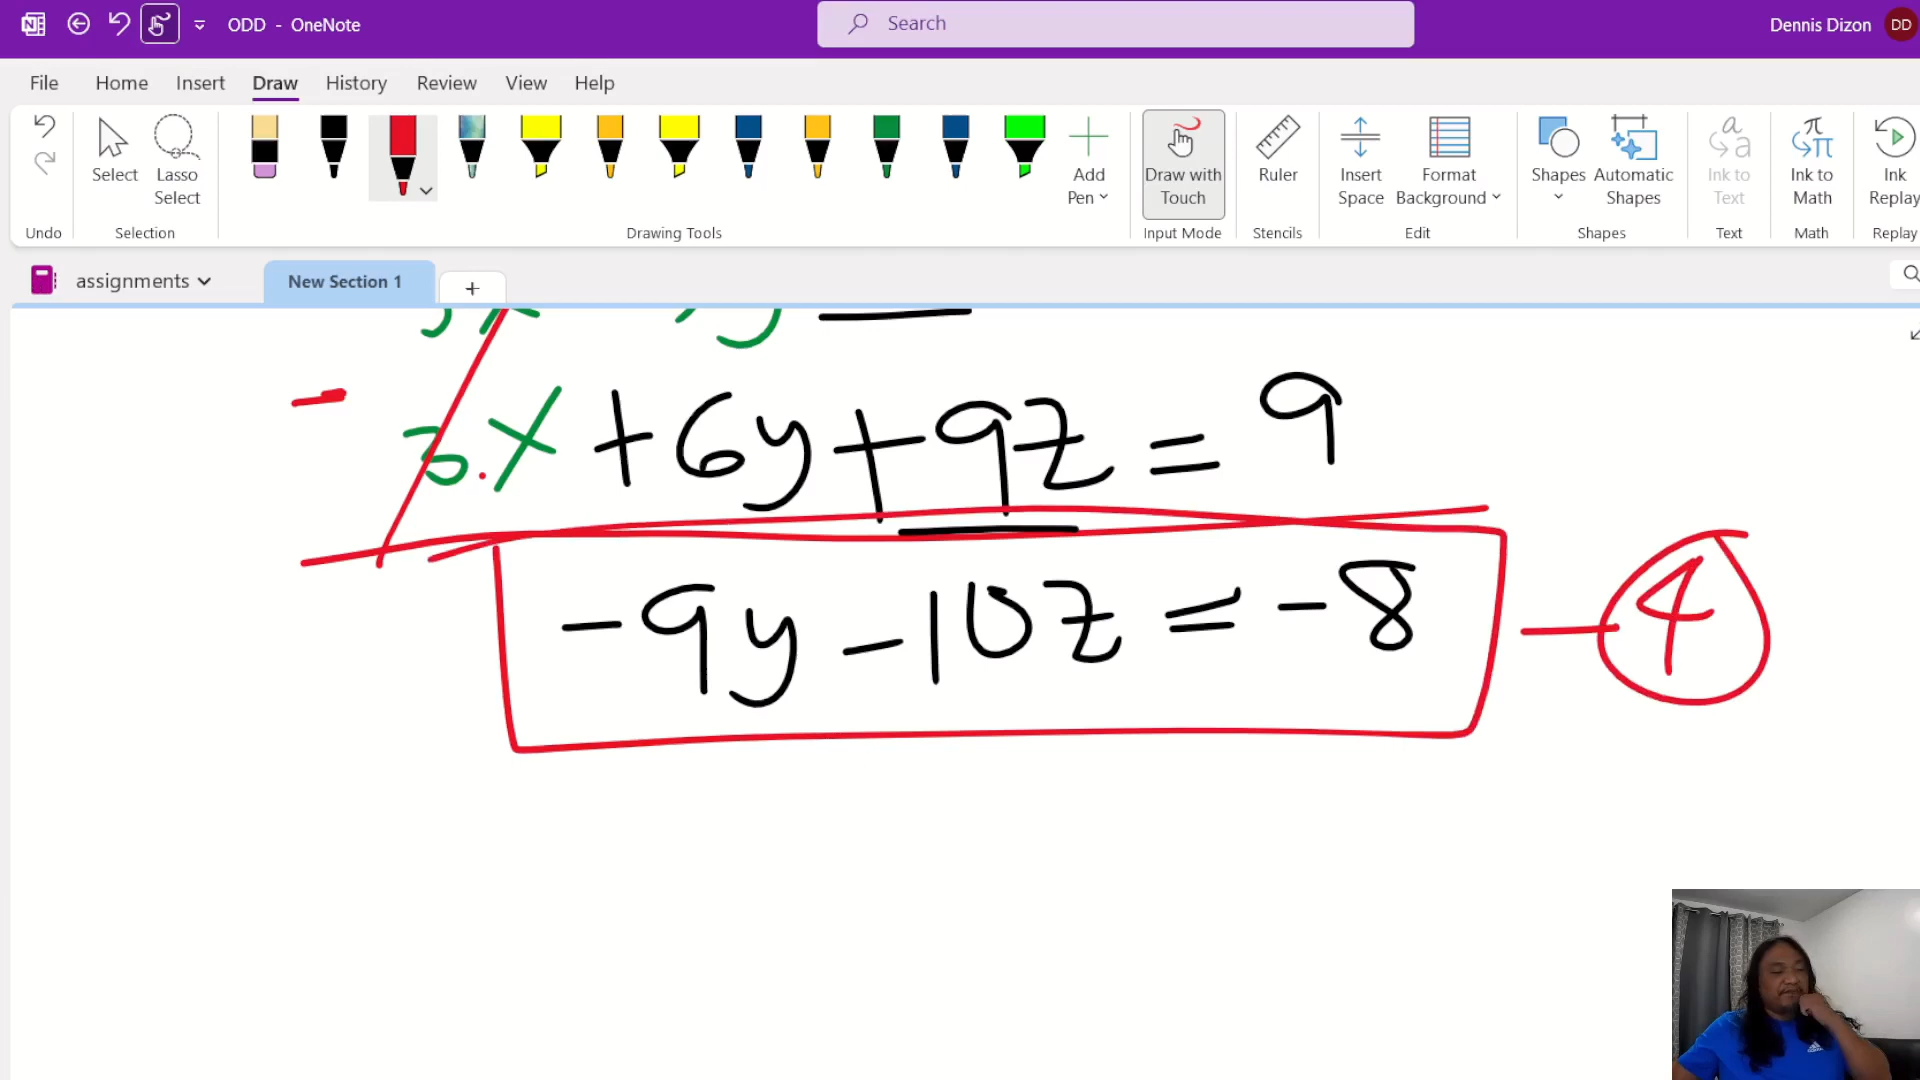 ODD - OneNote
Search
Dennis Dizon
DD
File Home Insert Draw History Review View Help
Select
Lasso Select
Add Pen
Draw with Touch
Ruler
Insert Space
Format Background
Shapes
Automatic Shapes
Ink to Text
Ink to Math
Ink Replay
Undo Selection Drawing Tools Input Mode Stencils Edit Shapes Text Math Replay
assignments
New Section 1
+
- 3x +6y +9z = 9
-9y -10z = -8 — 4